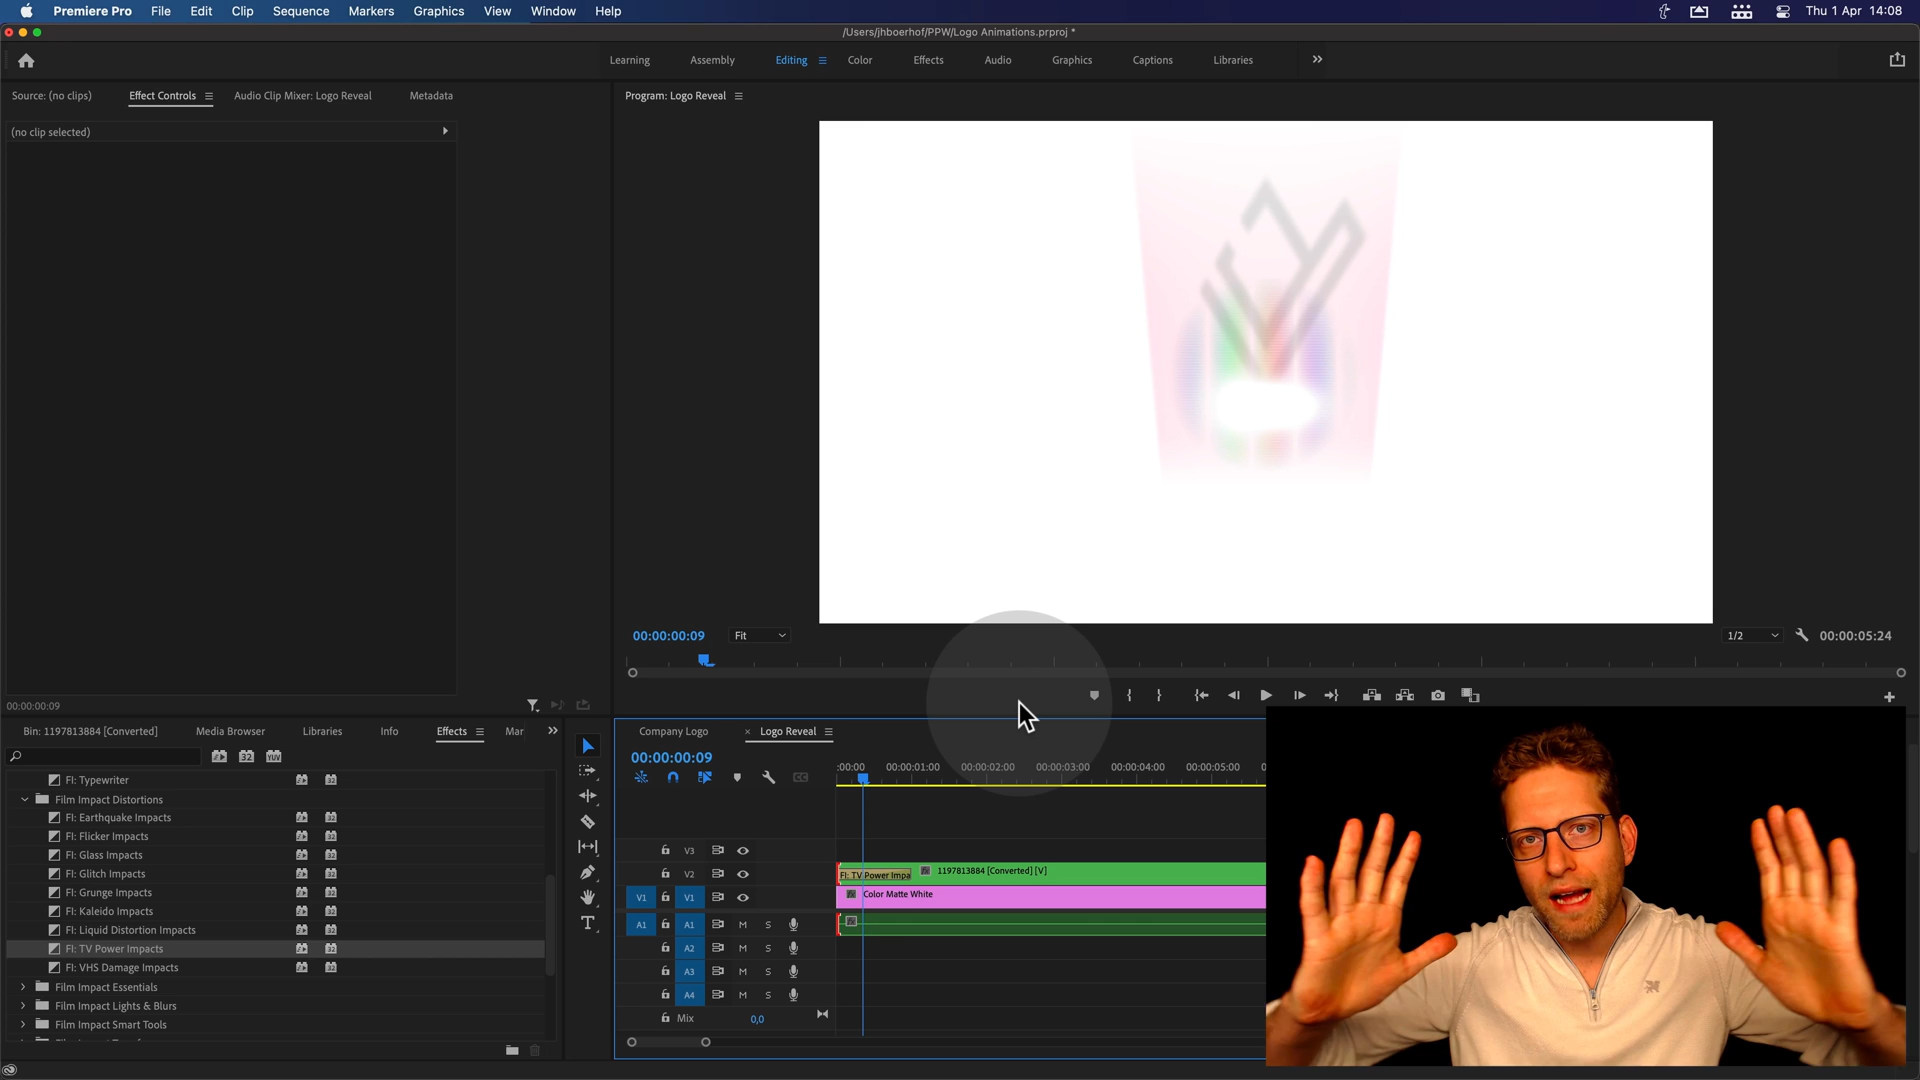 Premiere Pro File Edit Clip Sequence Markers Graphics View Window Help Thu 1 Apr 14:08
/Users/jhboerhof/PPW/Logo Animations.prproj *
Learning Assembly Editing Color Effects Audio Graphics Captions Libraries
Source: (no clips) Effect Controls Audio Clip Mixer: Logo Reveal Metadata
Program: Logo Reveal
(no clip selected)
00:00:00:09 Fit 1/2 00:00:05:24
00:00:00:09
Bin: 1197813884 [Converted] Media Browser Libraries Info Effects Mar
Company Logo × Logo Reveal
00:00:00:09
:00:00 00:00:01:00 00:00:02:00 00:00:03:00 00:00:04:00 00:00:05:00 0
FI: Typewriter
Film Impact Distortions
FI: Earthquake Impacts
FI: Flicker Impacts
FI: Glass Impacts
FI: Glitch Impacts
FI: Grunge Impacts
FI: Kaleido Impacts
FI: Liquid Distortion Impacts
FI: TV Power Impacts
FI: VHS Damage Impacts
Film Impact Essentials
Film Impact Lights & Blurs
Film Impact Smart Tools
V3
V2 FI: TV Power Impa 1197813884 [Converted] [V]
V1 V1 Color Matte White
A1 A1 M S
A2 M S
A3 M S
A4 M S
Mix 0,0